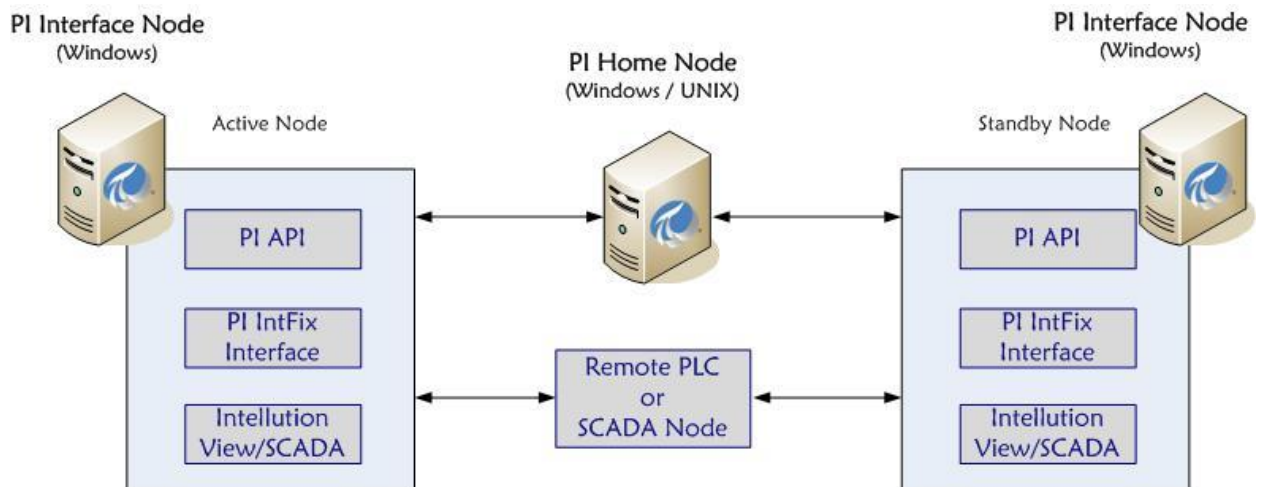 PI Interface Node
(Windows)
Active Node
PI API
PI IntFix
Interface
Intellution
View/SCADA
PI Home Node
(Windows / UNIX)
Remote PLC
or
SCADA Node
PI Interface Node
(Windows)
Standby Node
PI API
PI IntFix
Interface
Intellution
View/SCADA